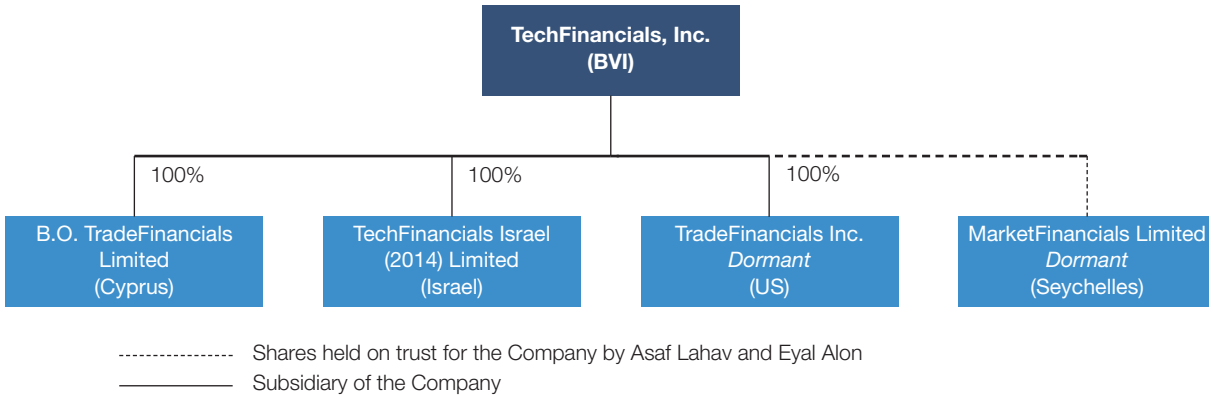 TechFinancials, Inc.
(BVI)
100%
100%
100%
B.O. TradeFinancials
Limited
(Cyprus)
TechFinancials Israel
(2014) Limited
(Israel)
TradeFinancials Inc.
Dormant
(US)
MarketFinancials Limited
Dormant
(Seychelles)
Shares held on trust for the Company by Asaf Lahav and Eyal Alon
Subsidiary of the Company